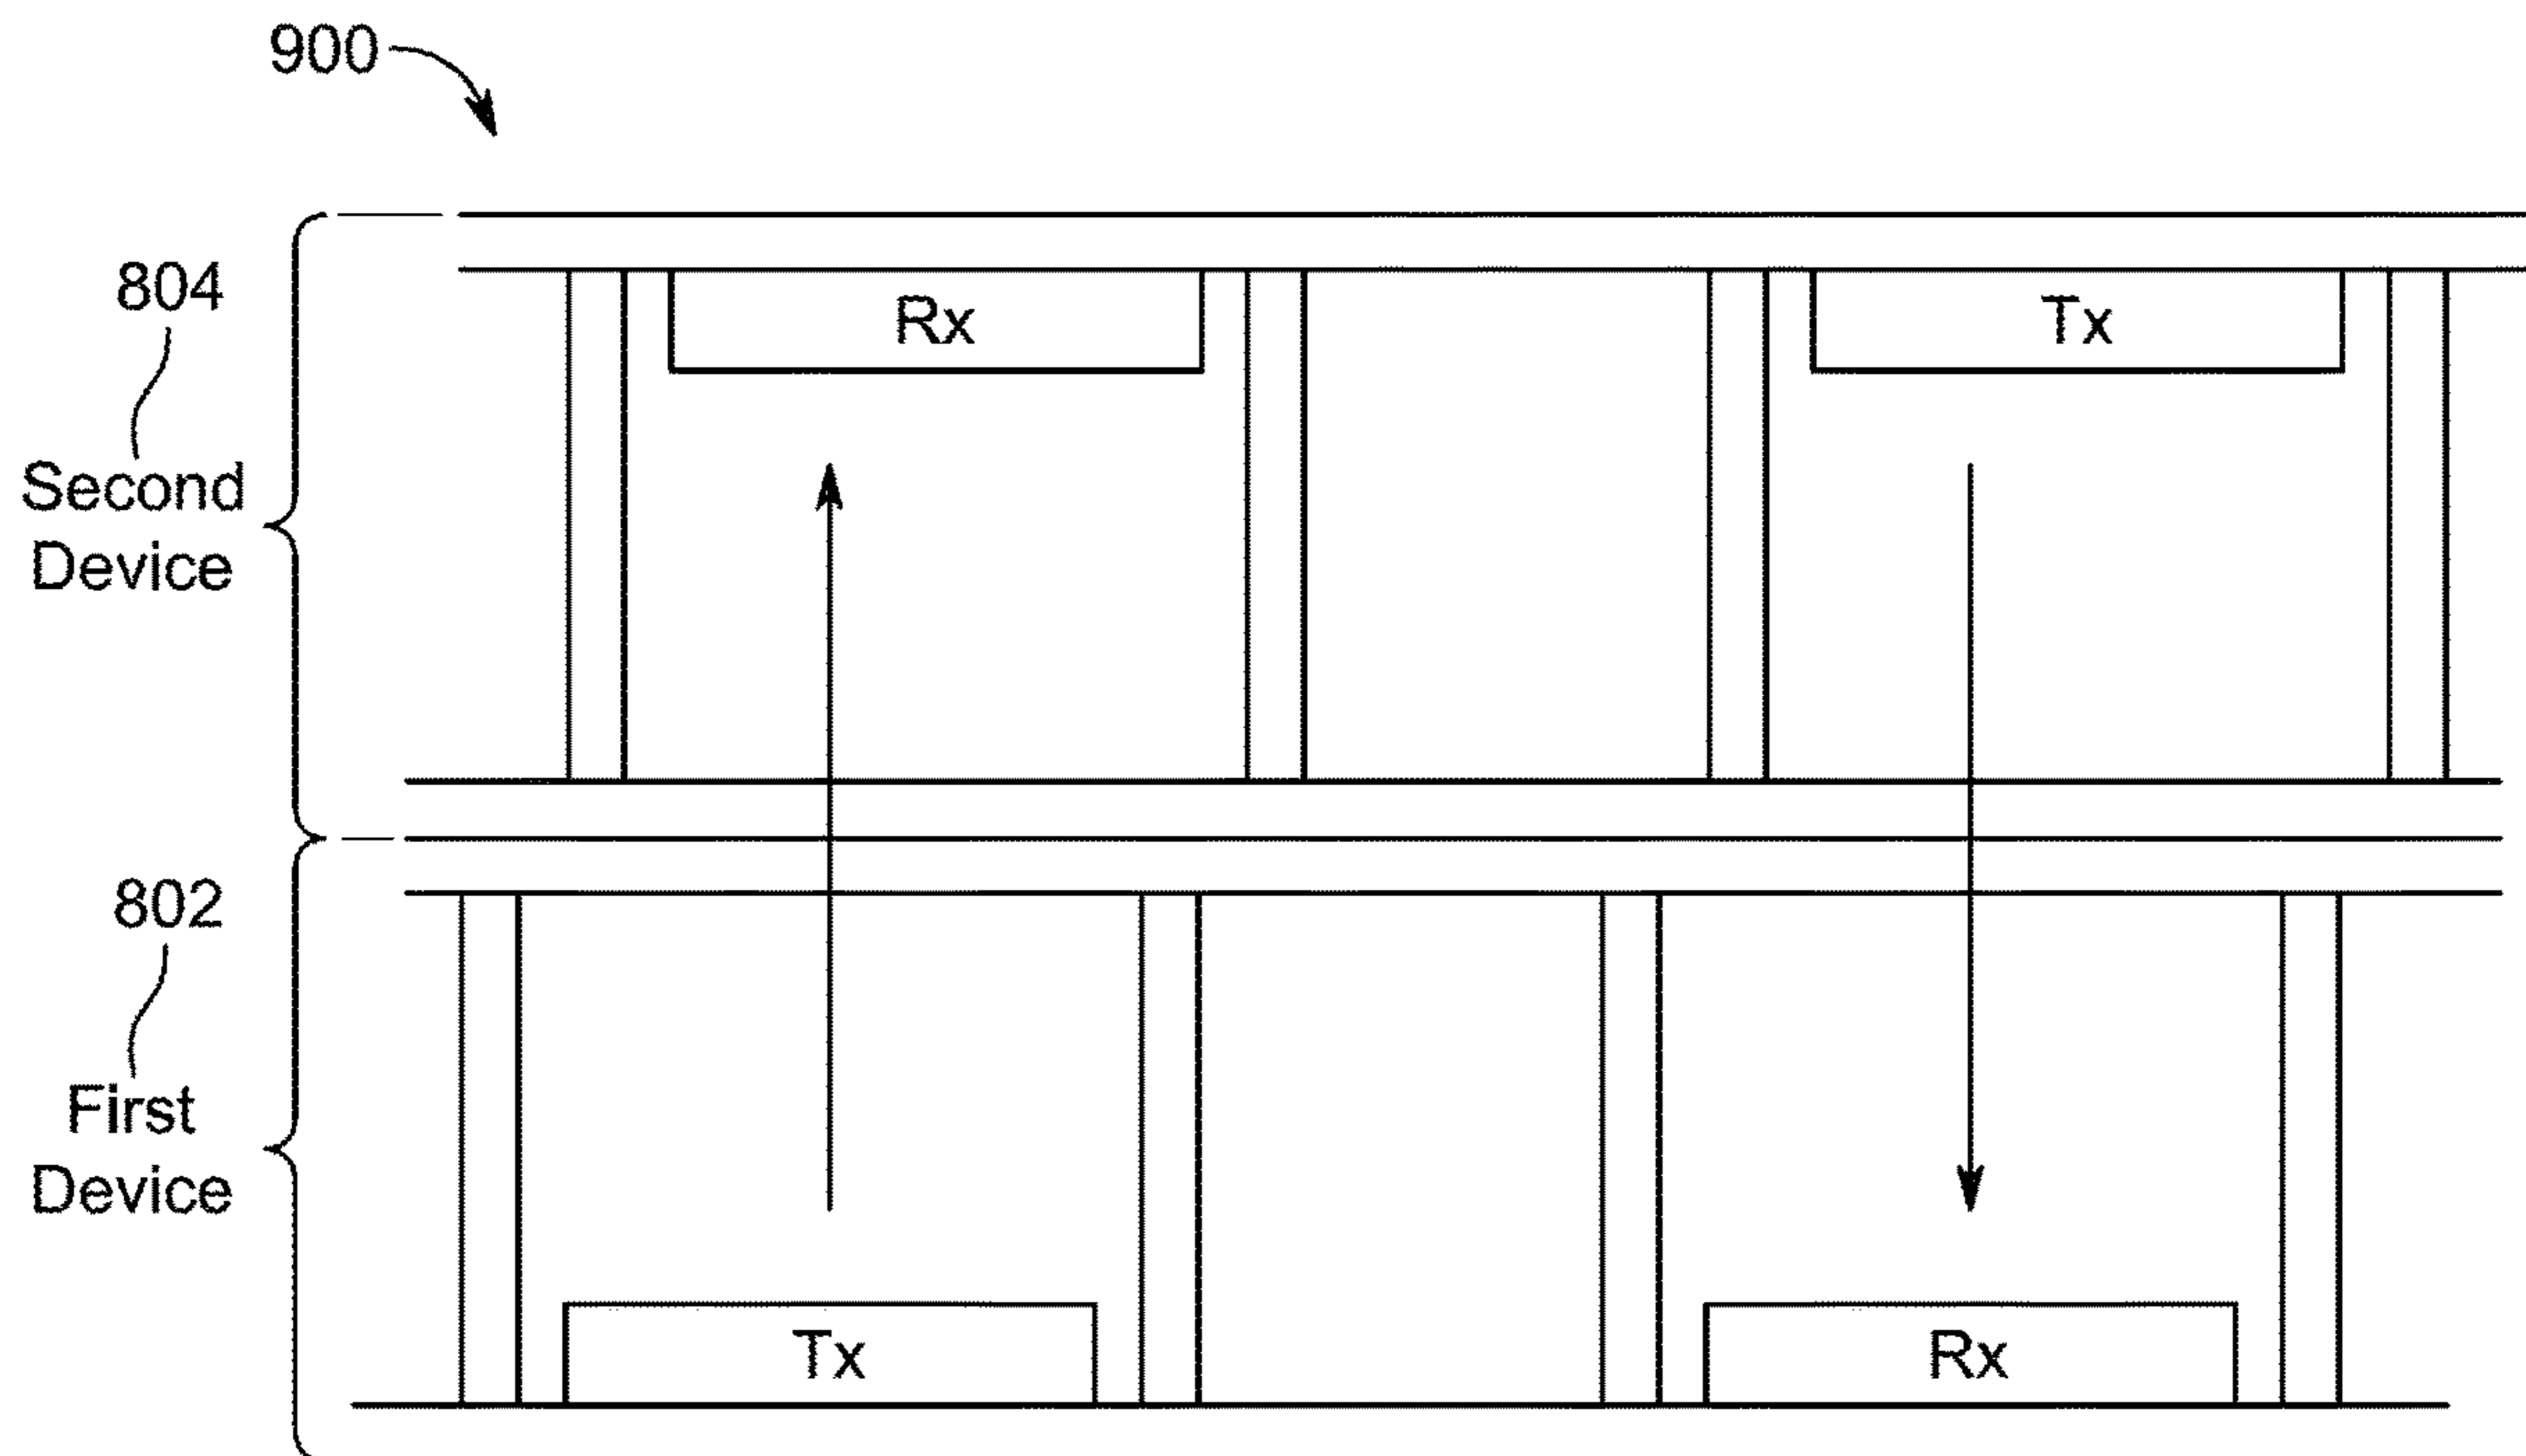 900
804
Second
Device
Rx
Tx
802
First
Device
Tx
Rx